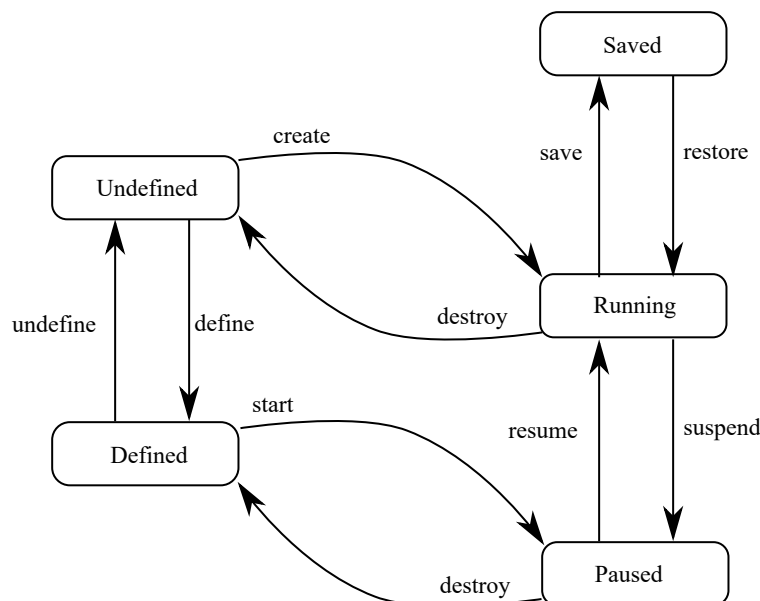 Saved
create
save
restore
Undefined
Running
destroy
undefine
define
start
resume
suspend
Defined
Paused
destroy